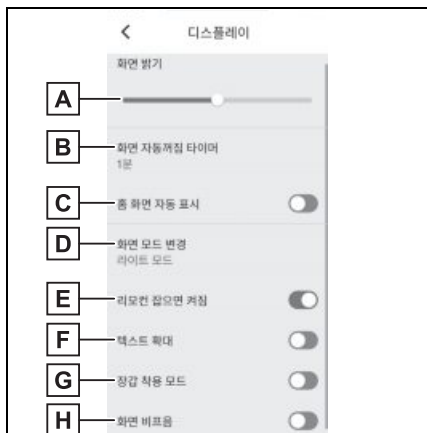 디스플레이
화면 밝기
A
B 화면 자동꺼짐 타이머
1분
C 홈 화면 자동 표시
D 화면 모드 변경
라이트 모드
E 리모컨 잡으면 켜짐
F 텍스트 확대
G 장갑 착용 모드
H 화면 비프음